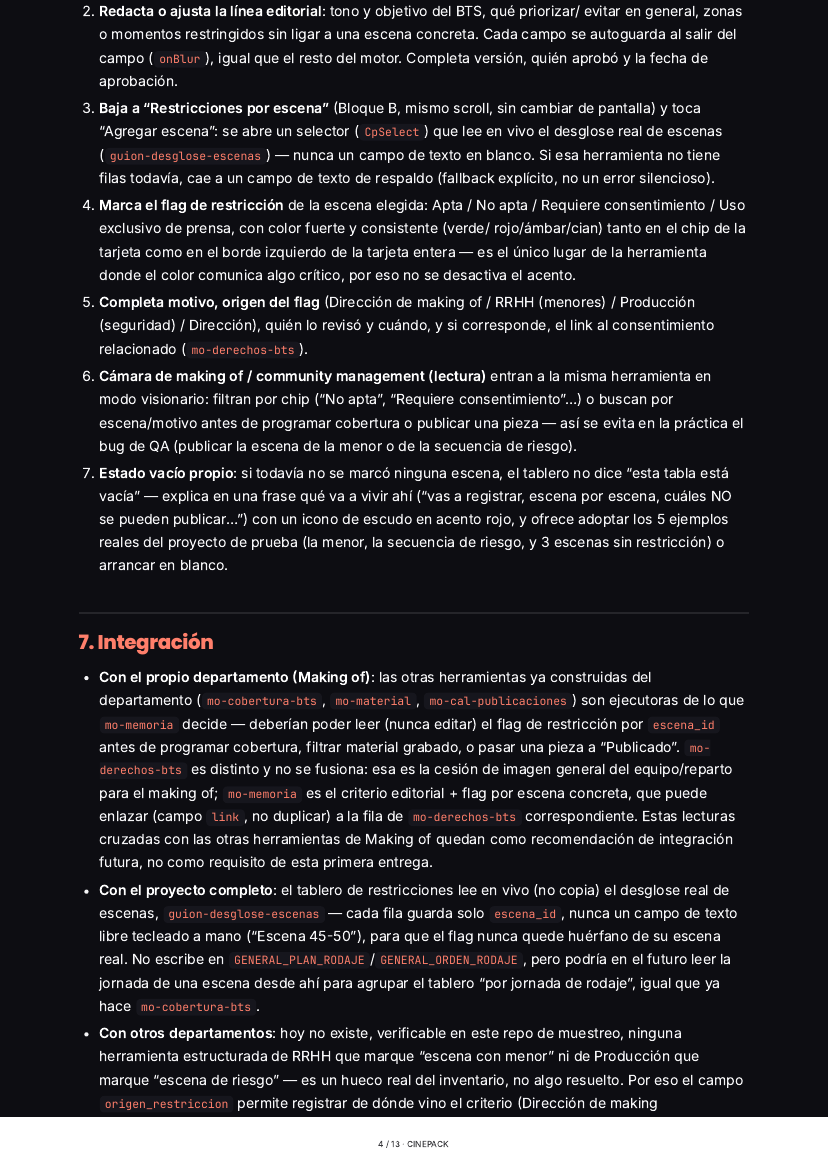 2. Redacta o ajusta la línea editorial: tono y objetivo del BTS, qué priorizar/ evitar en general, zonas
o momentos restringidos sin ligar a una escena concreta. Cada campo se autoguarda al salir del
campo ( onBlur ), igual que el resto del motor. Completa versión, quién aprobó y la fecha de
aprobación.
3. Baja a “Restricciones por escena” (Bloque B, mismo scroll, sin cambiar de pantalla) y toca
“Agregar escena”: se abre un selector ( CpSelect ) que lee en vivo el desglose real de escenas
( guion-desglose-escenas ) — nunca un campo de texto en blanco. Si esa herramienta no tiene
filas todavía, cae a un campo de texto de respaldo (fallback explícito, no un error silencioso).
4. Marca el flag de restricción de la escena elegida: Apta / No apta / Requiere consentimiento / Uso
exclusivo de prensa, con color fuerte y consistente (verde/ rojo/ámbar/cian) tanto en el chip de la
tarjeta como en el borde izquierdo de la tarjeta entera — es el único lugar de la herramienta
donde el color comunica algo crítico, por eso no se desactiva el acento.
5. Completa motivo, origen del flag (Dirección de making of / RRHH (menores) / Producción
(seguridad) / Dirección), quién lo revisó y cuándo, y si corresponde, el link al consentimiento
relacionado ( mo-derechos-bts ).
6. Cámara de making of / community management (lectura) entran a la misma herramienta en
modo visionario: filtran por chip (“No apta”, “Requiere consentimiento”…) o buscan por
escena/motivo antes de programar cobertura o publicar una pieza — así se evita en la práctica el
bug de QA (publicar la escena de la menor o de la secuencia de riesgo).
7. Estado vacío propio: si todavía no se marcó ninguna escena, el tablero no dice “esta tabla está
vacía” — explica en una frase qué va a vivir ahí (“vas a registrar, escena por escena, cuáles NO
se pueden publicar…”) con un icono de escudo en acento rojo, y ofrece adoptar los 5 ejemplos
reales del proyecto de prueba (la menor, la secuencia de riesgo, y 3 escenas sin restricción) o
arrancar en blanco.
7. Integración
• Con el propio departamento (Making of): las otras herramientas ya construidas del
departamento ( mo-cobertura-bts , mo-material , mo-cal-publicaciones ) son ejecutoras de lo que
mo-memoria decide — deberían poder leer (nunca editar) el flag de restricción por escena_id
antes de programar cobertura, filtrar material grabado, o pasar una pieza a “Publicado”. mo-
derechos-bts es distinto y no se fusiona: esa es la cesión de imagen general del equipo/reparto
para el making of; mo-memoria es el criterio editorial + flag por escena concreta, que puede
enlazar (campo link , no duplicar) a la fila de mo-derechos-bts correspondiente. Estas lecturas
cruzadas con las otras herramientas de Making of quedan como recomendación de integración
futura, no como requisito de esta primera entrega.
• Con el proyecto completo: el tablero de restricciones lee en vivo (no copia) el desglose real de
escenas, guion-desglose-escenas — cada fila guarda solo escena_id , nunca un campo de texto
libre tecleado a mano (“Escena 45-50”), para que el flag nunca quede huérfano de su escena
real. No escribe en GENERAL_PLAN_RODAJE / GENERAL_ORDEN_RODAJE , pero podría en el futuro leer la
jornada de una escena desde ahí para agrupar el tablero “por jornada de rodaje”, igual que ya
hace mo-cobertura-bts .
• Con otros departamentos: hoy no existe, verificable en este repo de muestreo, ninguna
herramienta estructurada de RRHH que marque “escena con menor” ni de Producción que
marque “escena de riesgo” — es un hueco real del inventario, no algo resuelto. Por eso el campo
origen_restriccion permite registrar de dónde vino el criterio (Dirección de making
4 / 13 · CINEPACK